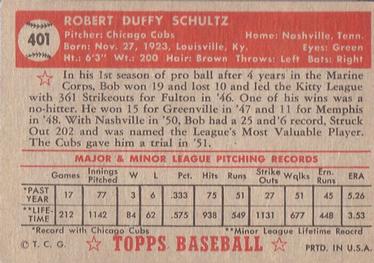 ROBERT DUFFY SCHULTZ
401
Pitcher: Chicago Cubs Home: Nashville, Tenn.
Born: Nov. 27, 1923, Louisville, Ky. Eyes: Green
Ht.: 6'3" Wt: 200 Hair: Brown Throws: Left Bats: Right
In his 1st season of pro ball after 4 years in the Marine
Corps, Bob won 19 and lost 10 and led the Kitty League
with 361 Strikeouts for Fulton in '46. One of his wins was a
no-hitter. He won 15 for Greenville in '47 and 11 for Memphis
in '48. With Nashville in '50, Bob had a 25 and 6 record, Struck
Out 202 and was named the League's Most Valuable Player.
The Cubs gave him a trial in '51.
MAJOR & MINOR LEAGUE PITCHING RECORDS
Games Innings Pitched W L Pct. Hits Runs Strike Outs Walks Earn. Runs ERA
*PAST YEAR 17 77 3 6 .333 75 51 27 51 45 5.26
**LIFE-TIME 212 1142 84 62 .575 938 549 1131 677 448 3.53
*Record with Chicago Cubs **Minor League Lifetime Record
© T. C. G. TOPPS BASEBALL PRTD. IN U.S.A.